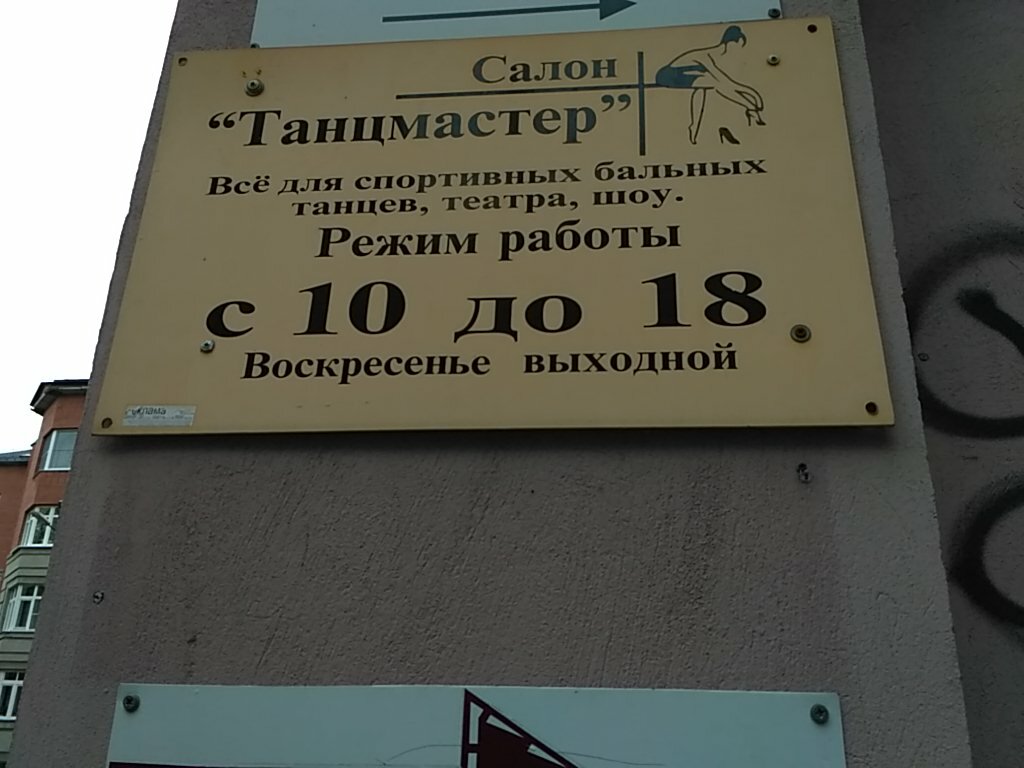 Салон
“Танцмастер”
Всё для спортивных бальных
танцев, театра, шоу.
Режим работы
с 10 до 18
Воскресенье выходной